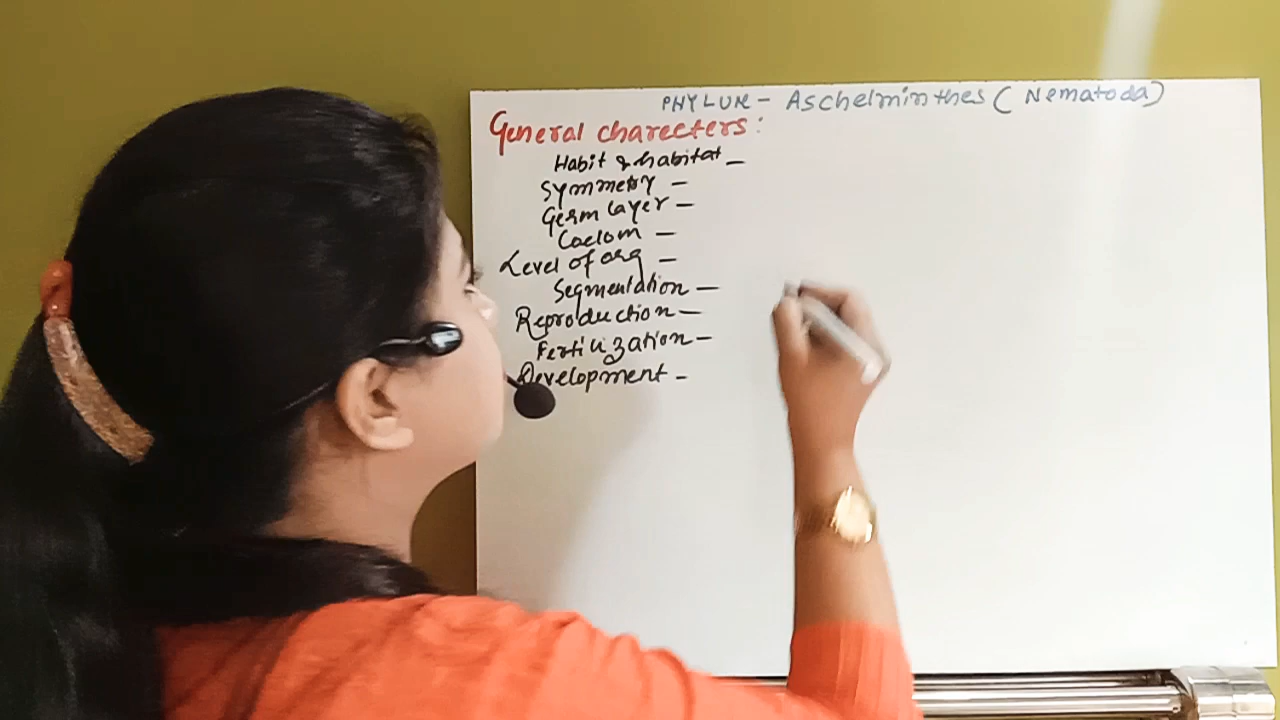 PHYLUM - Aschelminthes ( Nematoda)
General charecters:
Habit & habitat -
Symmetry -
Germ layer -
Coelom -
Level of org -
Segmentation -
Reproduction -
Fertilization -
Development -